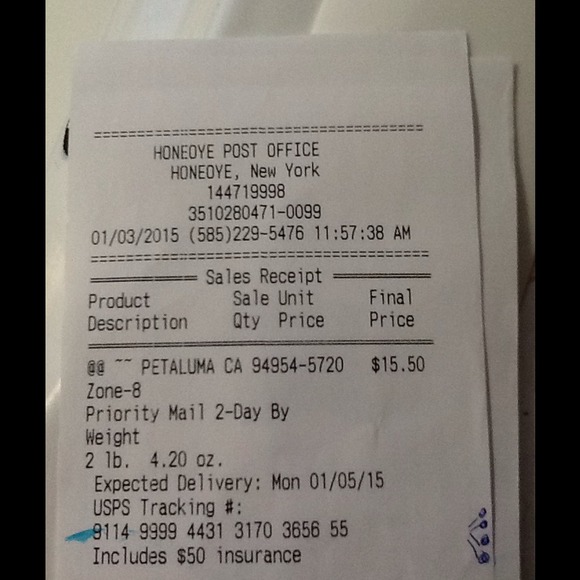 ========================================
HONEOYE POST OFFICE
HONEOYE, New York
144719998
3510280471-0099
01/03/2015 (585)229-5476 11:57:38 AM
========================================
Sales Receipt
Product Sale Unit Final
Description Qty Price Price
@@ ~~ PETALUMA CA 94954-5720 $15.50
Zone-8
Priority Mail 2-Day By
Weight
2 lb. 4.20 oz.
Expected Delivery: Mon 01/05/15
USPS Tracking #:
9114 9999 4431 3170 3656 55
Includes $50 insurance